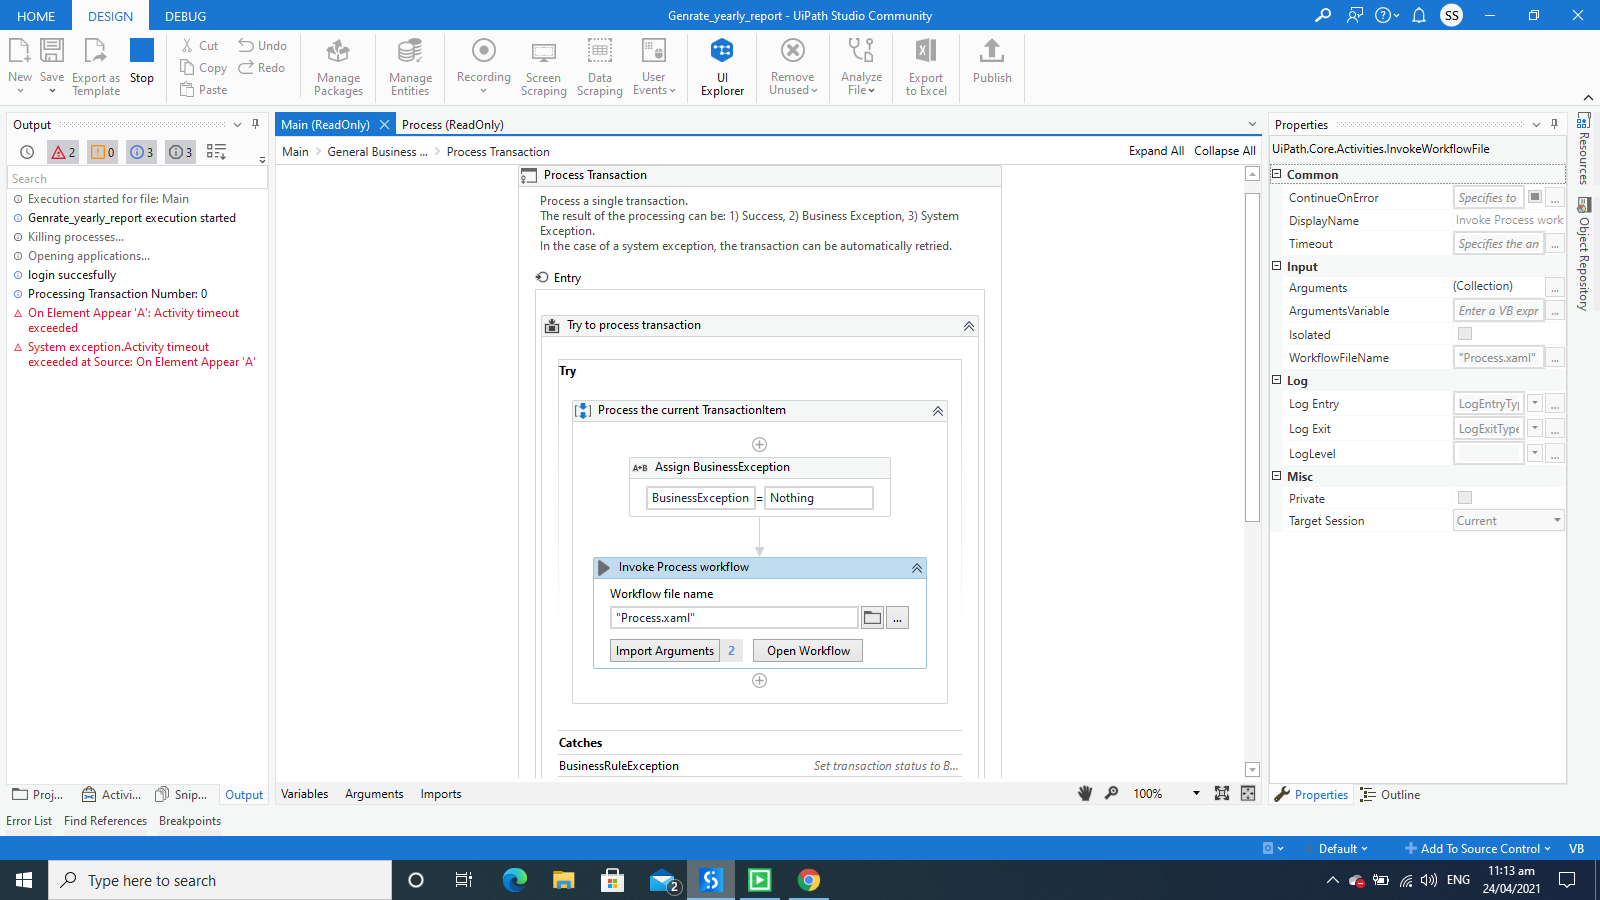 HOME DESIGN DEBUG Genrate_yearly_report - UiPath Studio Community SS
New Save Export as Template Stop
Cut Copy Paste Undo Redo
Manage Packages Manage Entities Recording Screen Scraping Data Scraping User Events UI Explorer Remove Unused Analyze File Export to Excel Publish
Output
2 0 3 3
Search
Execution started for file: Main
Genrate_yearly_report execution started
Killing processes...
Opening applications...
login succesfully
Processing Transaction Number: 0
On Element Appear 'A': Activity timeout
exceeded
System exception.Activity timeout
exceeded at Source: On Element Appear 'A'
Proj... Activi... Snip... Output
Main (ReadOnly) Process (ReadOnly)
Main General Business ... Process Transaction Expand All Collapse All
Process Transaction
Process a single transaction.
The result of the processing can be: 1) Success, 2) Business Exception, 3) System
Exception.
In the case of a system exception, the transaction can be automatically retried.
Entry
Try to process transaction
Try
Process the current TransactionItem
A+B Assign BusinessException
BusinessException = Nothing
Invoke Process workflow
Workflow file name
"Process.xaml" ...
Import Arguments 2 Open Workflow
Catches
BusinessRuleException Set transaction status to B...
Variables Arguments Imports 100%
Properties
UiPath.Core.Activities.InvokeWorkflowFile
Common
ContinueOnError Specifies to ...
DisplayName Invoke Process work
Timeout Specifies the an ...
Input
Arguments (Collection) ...
ArgumentsVariable Enter a VB expr ...
Isolated
WorkflowFileName "Process.xaml" ...
Log
Log Entry LogEntryTy ...
Log Exit LogExitType ...
LogLevel ...
Misc
Private
Target Session Current
Properties Outline
Resources
Object Repository
Error List Find References Breakpoints
Default Add To Source Control VB
Type here to search 2 ENG 11:13 am
24/04/2021